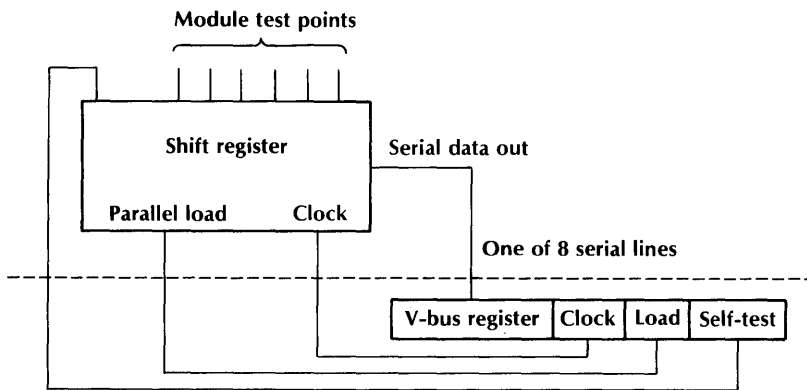 Module test points
Shift register
Serial data out
Parallel load
Clock
One of 8 serial lines
V-bus register
Clock
Load
Self-test